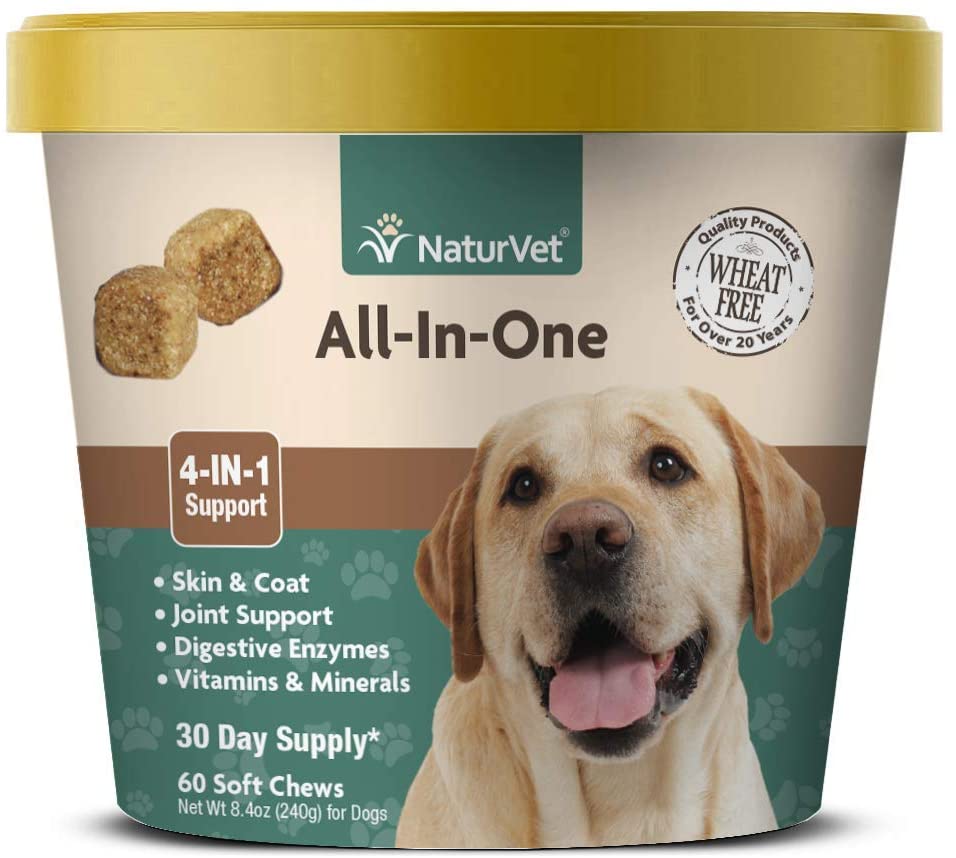 NaturVet®
All-In-One
Quality Products
WHEAT
FREE
For Over 20 Years
4-IN-1
Support
• Skin & Coat
• Joint Support
• Digestive Enzymes
• Vitamins & Minerals
30 Day Supply*
60 Soft Chews
Net Wt 8.4oz (240g) for Dogs